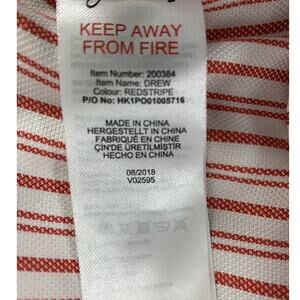 KEEP AWAY
FROM FIRE
Item Number: 200384
Item Name: DREW
Colour: REDSTRIPE
P/O No: HK1PO01005716
MADE IN CHINA
HERGESTELLT IN CHINA
FABRIQUE EN CHINE
ÇİN'DE ÜRETİLMİŞTİR
HECHO EN CHINA
08/2018
V02595